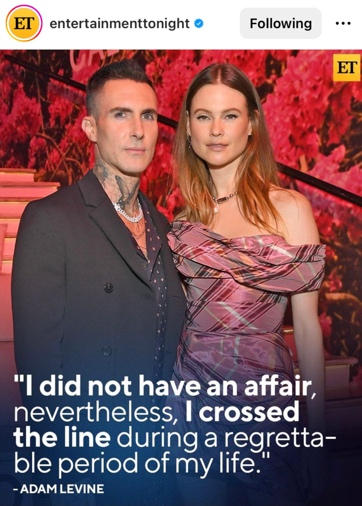 ET
entertainmenttonight
Following
ET
"I did not have an affair,
nevertheless, I crossed
the line during a regretta-
ble period of my life."
- ADAM LEVINE